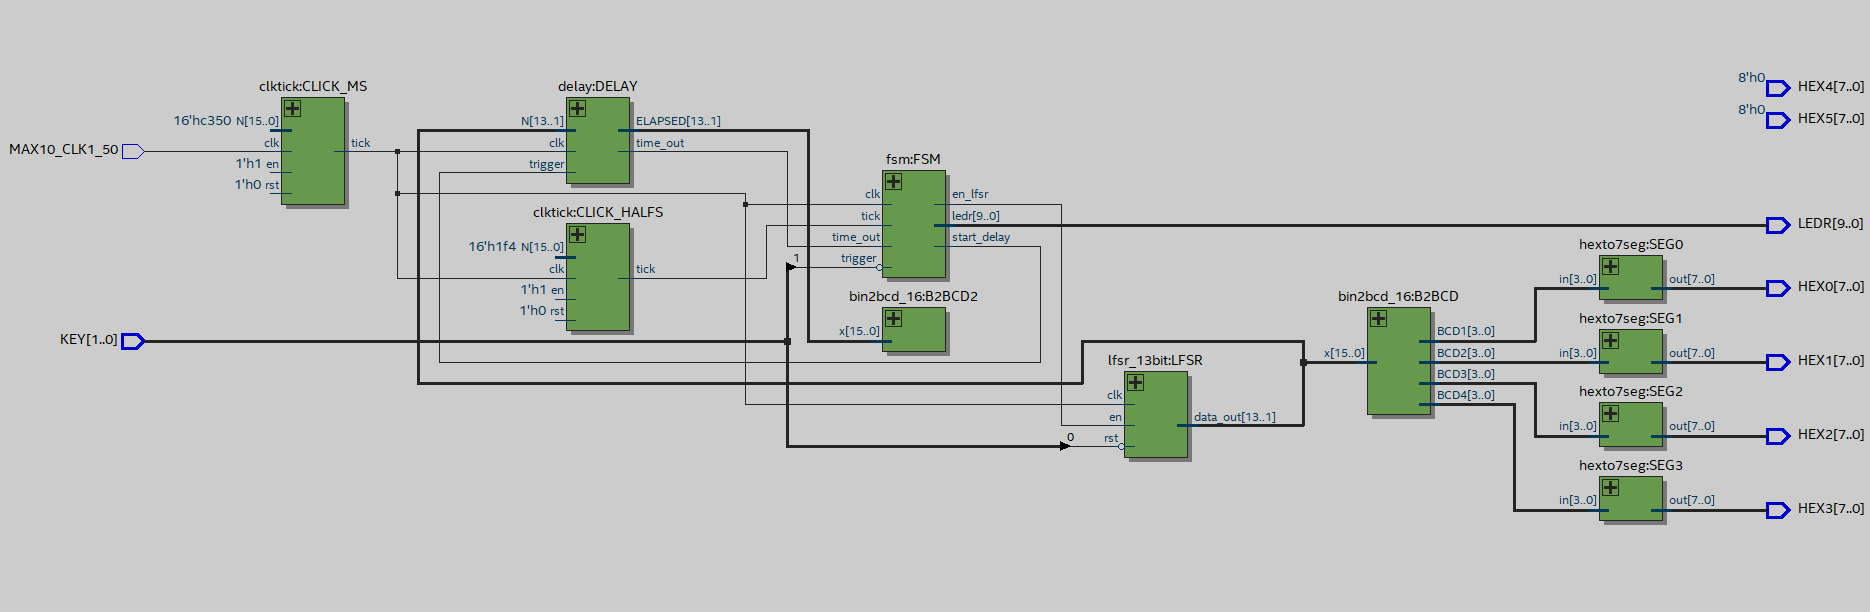 clktick:CLICK_MS
16'hc350 N[15..0]
clk
1'h1 en
1'h0 rst
tick
MAX10_CLK1_50
delay:DELAY
N[13..1]
clk
trigger
ELAPSED[13..1]
time_out
clktick:CLICK_HALFS
16'h1f4 N[15..0]
clk
1'h1 en
1'h0 rst
tick
KEY[1..0]
fsm:FSM
clk
tick
time_out
1
trigger
en_lfsr
ledr[9..0]
start_delay
bin2bcd_16:B2BCD2
x[15..0]
lfsr_13bit:LFSR
clk
en
0
rst
data_out[13..1]
bin2bcd_16:B2BCD
x[15..0]
BCD1[3..0]
BCD2[3..0]
BCD3[3..0]
BCD4[3..0]
8'h0
HEX4[7..0]
8'h0
HEX5[7..0]
LEDR[9..0]
hexto7seg:SEG0
in[3..0]
out[7..0]
HEX0[7..0]
hexto7seg:SEG1
in[3..0]
out[7..0]
HEX1[7..0]
hexto7seg:SEG2
in[3..0]
out[7..0]
HEX2[7..0]
hexto7seg:SEG3
in[3..0]
out[7..0]
HEX3[7..0]